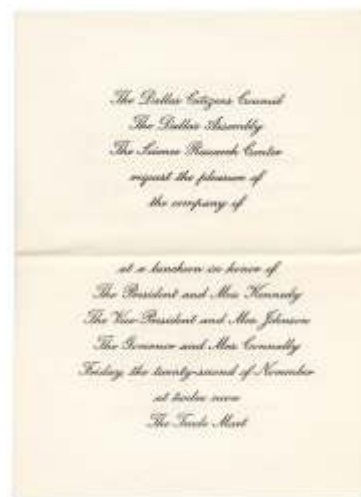 The Dallas Citizens Council
The Dallas Assembly
The Science Research Center
request the pleasure of
the company of
at a luncheon in honor of
The President and Mrs. Kennedy
The Vice-President and Mrs. Johnson
The Governor and Mrs. Connally
Friday, the twenty-second of November
at twelve noon
The Trade Mart